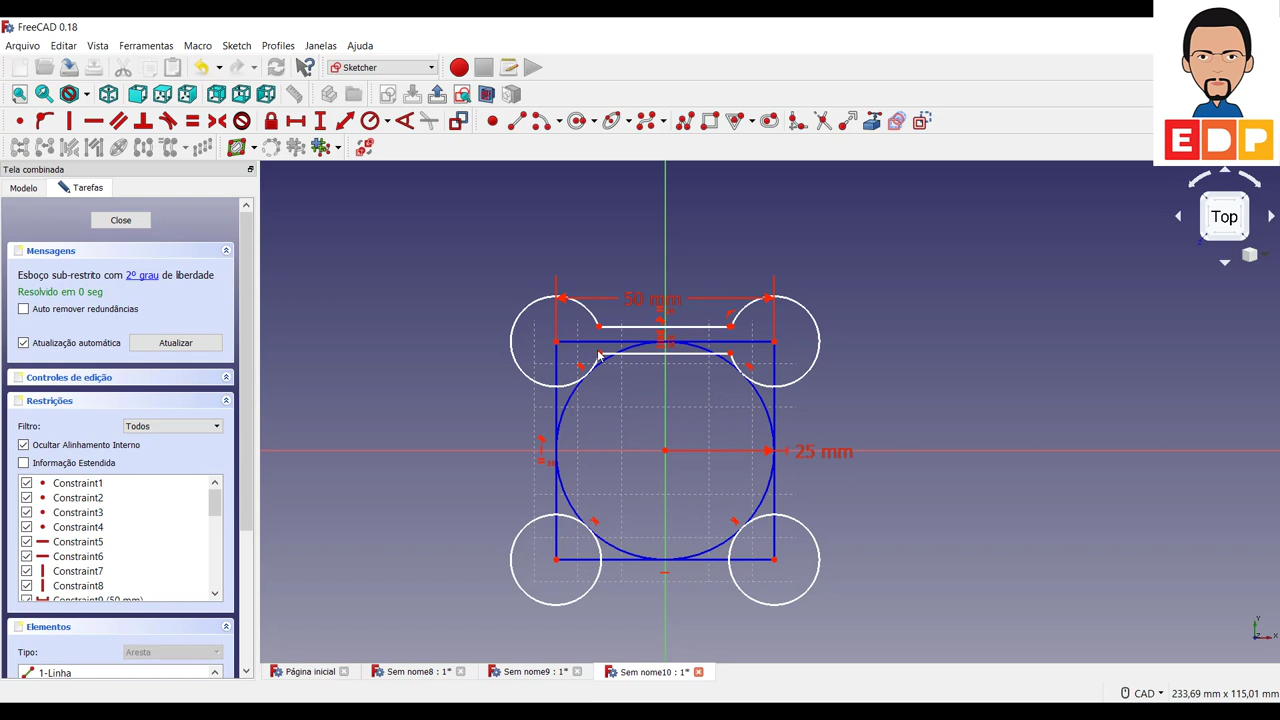 FreeCAD 0.18
Arquivo Editar Vista Ferramentas Macro Sketch Profiles Janelas Ajuda
Sketcher
EDP
Tela combinada
Modelo Tarefas
Close
Mensagens
Esboço sub-restrito com 2º grau de liberdade
Resolvido em 0 seg
Auto remover redundâncias
Atualização automática Atualizar
Controles de edição
Restrições
Filtro: Todos
Ocultar Alinhamento Interno
Informação Estendida
Constraint1
Constraint2
Constraint3
Constraint4
Constraint5
Constraint6
Constraint7
Constraint8
Constraint9 (50 mm)
Elementos
Tipo: Aresta
1-Linha
50 mm
25 mm
Top
Z
Y
X
Página inicial Sem nome8 : 1* Sem nome9 : 1* Sem nome10 : 1*
CAD 233,69 mm x 115,01 mm